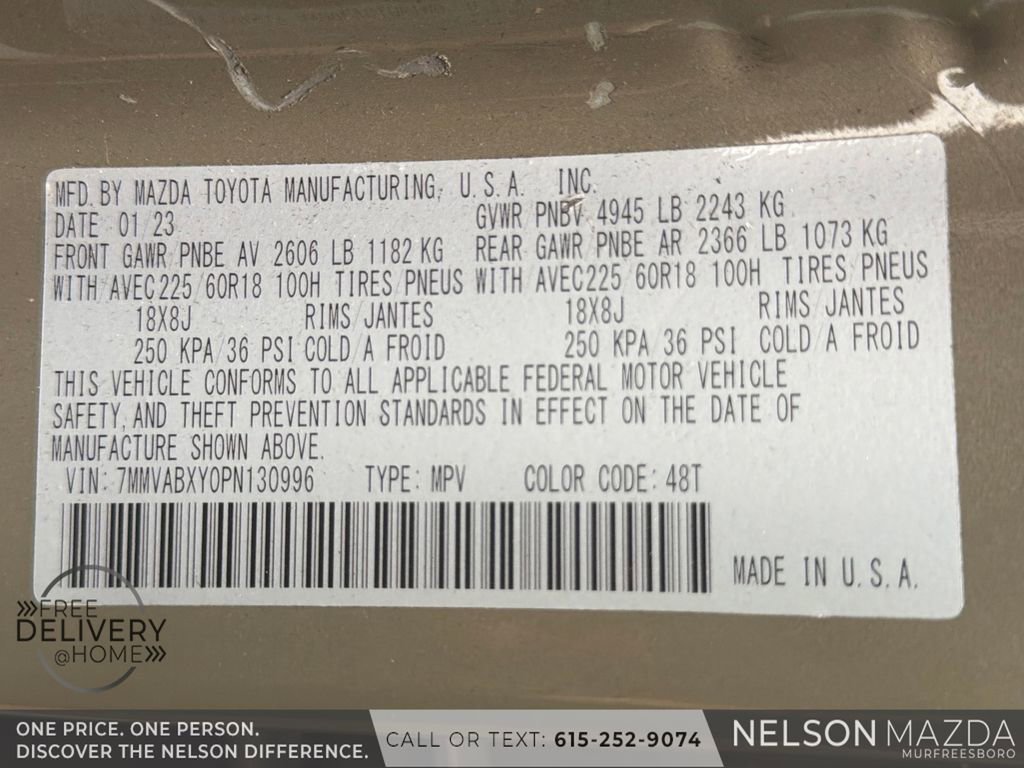 MFD. BY MAZDA TOYOTA MANUFACTURING, U.S.A. INC.
DATE 01/23 GVWR PNBV 4945 LB 2243 KG
FRONT GAWR PNBE AV 2606 LB 1182 KG REAR GAWR PNBE AR 2366 LB 1073 KG
WITH/AVEC 225/60R18 100H TIRES/PNEUS WITH/AVEC 225/60R18 100H TIRES/PNEUS
18X8J RIMS/JANTES 18X8J RIMS/JANTES
250 KPA/36 PSI COLD/A FROID 250 KPA/36 PSI COLD/A FROID
THIS VEHICLE CONFORMS TO ALL APPLICABLE FEDERAL MOTOR VEHICLE
SAFETY, AND THEFT PREVENTION STANDARDS IN EFFECT ON THE DATE OF
MANUFACTURE SHOWN ABOVE.
VIN: 7MMVABXY0PN130996 TYPE: MPV COLOR CODE: 48T
MADE IN U.S.A.
FREE
DELIVERY
@HOME
ONE PRICE. ONE PERSON.
DISCOVER THE NELSON DIFFERENCE.
CALL OR TEXT: 615-252-9074
NELSON MAZDA
MURFREESBORO